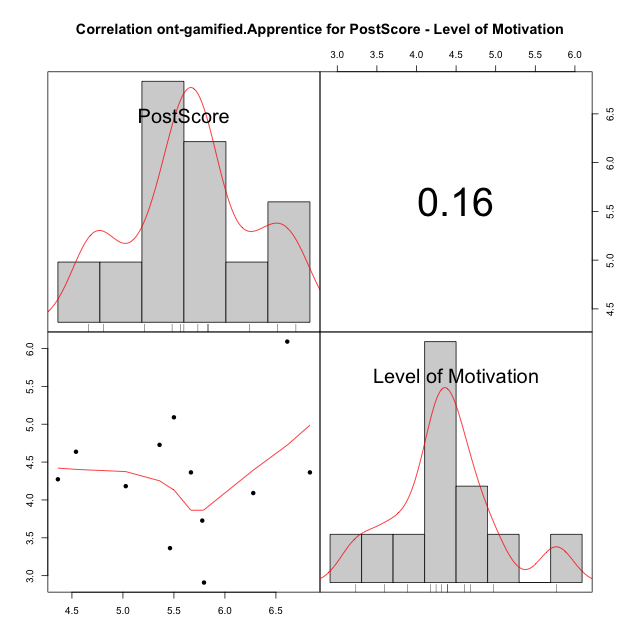 Correlation ont-gamified.Apprentice for PostScore - Level of Motivation
3.0 3.5 4.0 4.5 5.0 5.5 6.0
PostScore
0.16
6.5
6.0
5.5
5.0
4.5
6.0
5.5
5.0
4.5
4.0
3.5
3.0
Level of Motivation
4.5 5.0 5.5 6.0 6.5